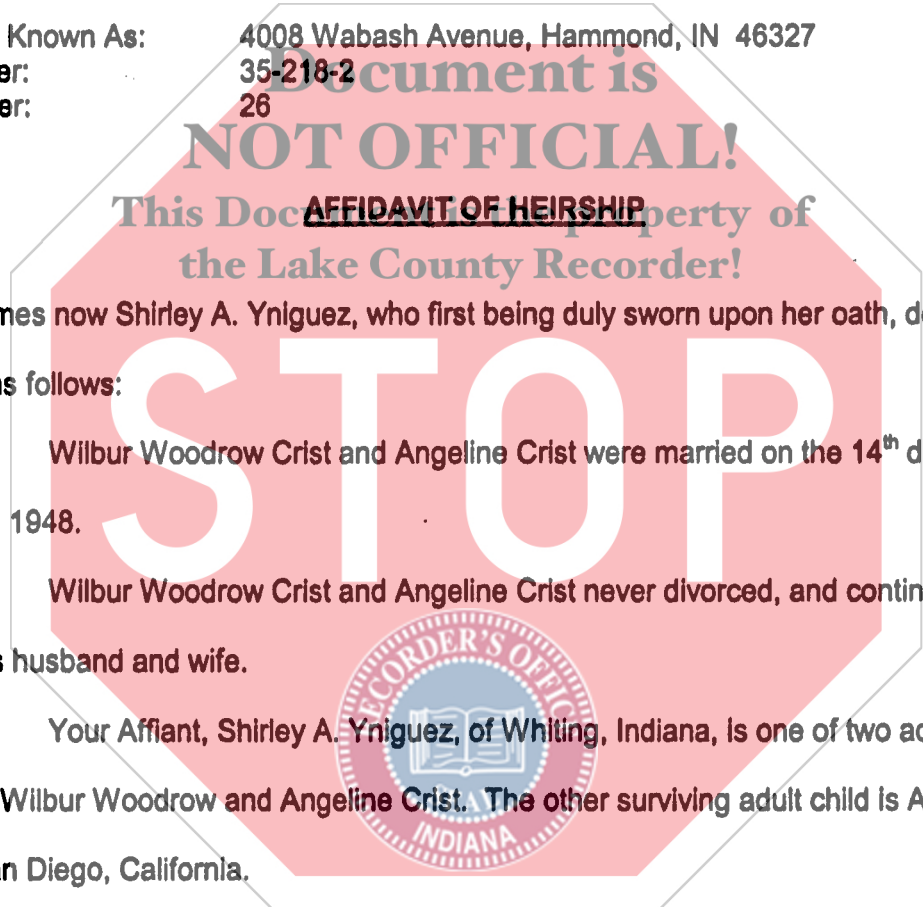 Known As: 4008 Wabash Avenue, Hammond, IN 46327
er: 35-218-2
er: 26
Document is
NOT OFFICIAL!
AFFIDAVIT OF HEIRSHIP
This Document is the property of
the Lake County Recorder!
mes now Shirley A. Yniguez, who first being duly sworn upon her oath, d
s follows:
STOP
Wilbur Woodrow Crist and Angeline Crist were married on the 14th d
1948.
Wilbur Woodrow Crist and Angeline Crist never divorced, and contin
s husband and wife.
RECORDER'S OFFIC
Your Affiant, Shirley A. Yniguez, of Whiting, Indiana, is one of two a
Wilbur Woodrow and Angeline Crist. The other surviving adult child is A
INDIANA
n Diego, California.